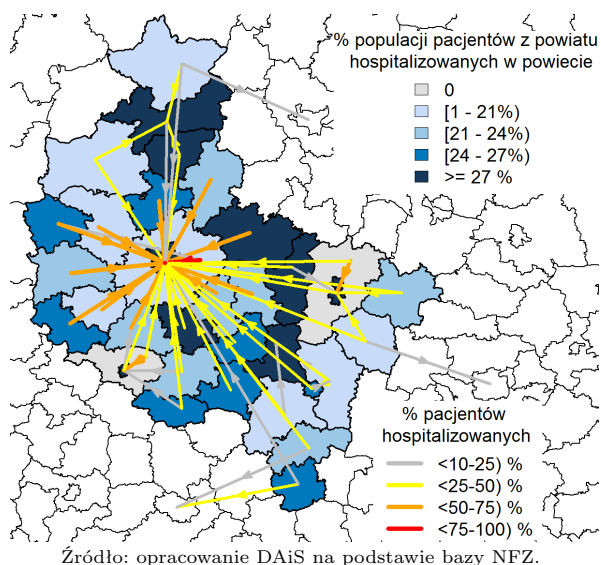 % populacji pacjentów z powiatu
hospitalizowanych w powiecie
0
[1 - 21%)
[21 - 24%)
[24 - 27%)
>= 27 %
% pacjentów
hospitalizowanych
<10-25) %
<25-50) %
<50-75) %
<75-100) %
Źródło: opracowanie DAiS na podstawie bazy NFZ.